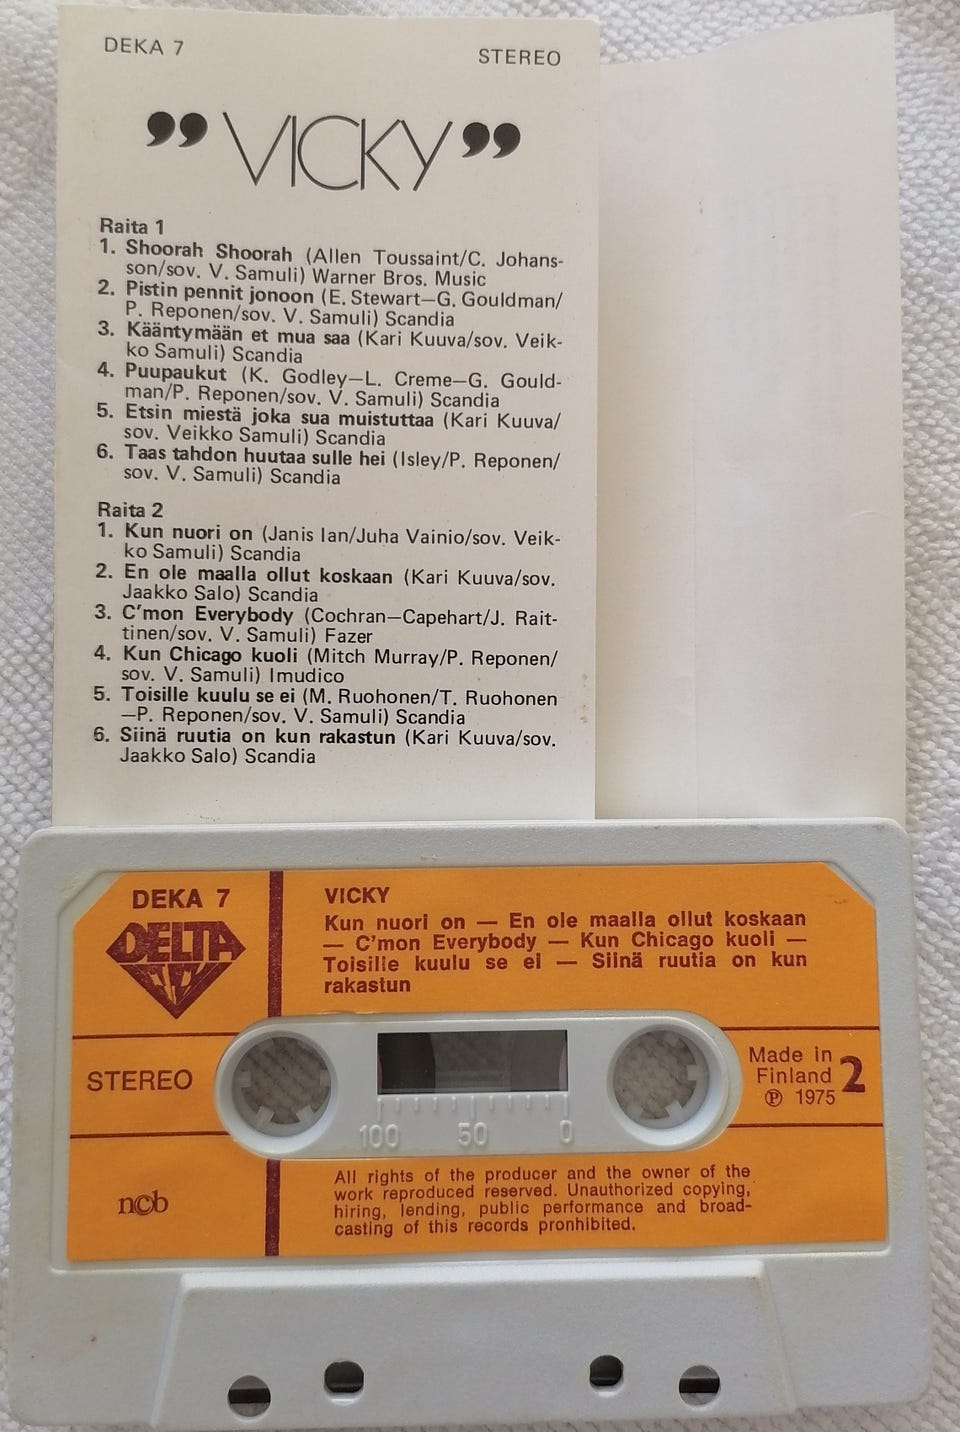 DEKA 7
STEREO
”VICKY”
Raita 1
1. Shoorah Shoorah (Allen Toussaint/C. Johans-
son/sov. V. Samuli) Warner Bros. Music
2. Pistin pennit jonoon (E. Stewart—G. Gouldman/
P. Reponen/sov. V. Samuli) Scandia
3. Kääntymään et mua saa (Kari Kuuva/sov. Veik-
ko Samuli) Scandia
4. Puupaukut (K. Godley—L. Creme—G. Gould-
man/P. Reponen/sov. V. Samuli) Scandia
5. Etsin miestä joka sua muistuttaa (Kari Kuuva/
sov. Veikko Samuli) Scandia
6. Taas tahdon huutaa sulle hei (Isley/P. Reponen/
sov. V. Samuli) Scandia
Raita 2
1. Kun nuori on (Janis Ian/Juha Vainio/sov. Veik-
ko Samuli) Scandia
2. En ole maalla ollut koskaan (Kari Kuuva/sov.
Jaakko Salo) Scandia
3. C'mon Everybody (Cochran—Capehart/J. Rait-
tinen/sov. V. Samuli) Fazer
4. Kun Chicago kuoli (Mitch Murray/P. Reponen/
sov. V. Samuli) Imudico
5. Toisille kuulu se ei (M. Ruohonen/T. Ruohonen
—P. Reponen/sov. V. Samuli) Scandia
6. Siinä ruutia on kun rakastun (Kari Kuuva/sov.
Jaakko Salo) Scandia
DEKA 7
DELTA
VICKY
Kun nuori on — En ole maalla ollut koskaan
— C'mon Everybody — Kun Chicago kuoli —
Toisille kuulu se ei — Siinä ruutia on kun
rakastun
STEREO
Made in
Finland
℗ 1975
2
100 50 0
ncb
All rights of the producer and the owner of the
work reproduced reserved. Unauthorized copying,
hiring, lending, public performance and broad-
casting of this records pronhibited.